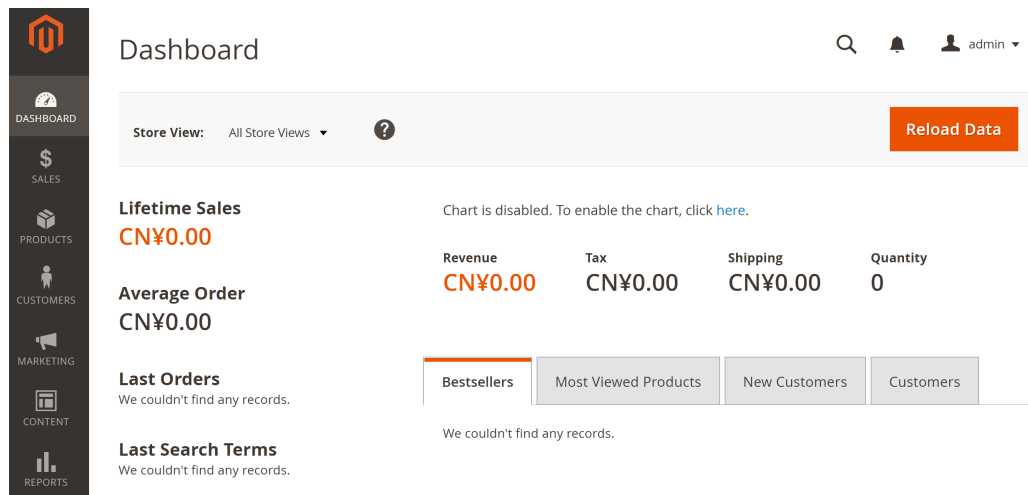 Dashboard
admin
DASHBOARD
Store View: All Store Views ?
Reload Data
SALES
PRODUCTS
CUSTOMERS
MARKETING
CONTENT
REPORTS
Lifetime Sales
CN¥0.00
Average Order
CN¥0.00
Last Orders
We couldn't find any records.
Last Search Terms
We couldn't find any records.
Chart is disabled. To enable the chart, click here.
Revenue Tax Shipping Quantity
CN¥0.00 CN¥0.00 CN¥0.00 0
Bestsellers Most Viewed Products New Customers Customers
We couldn't find any records.